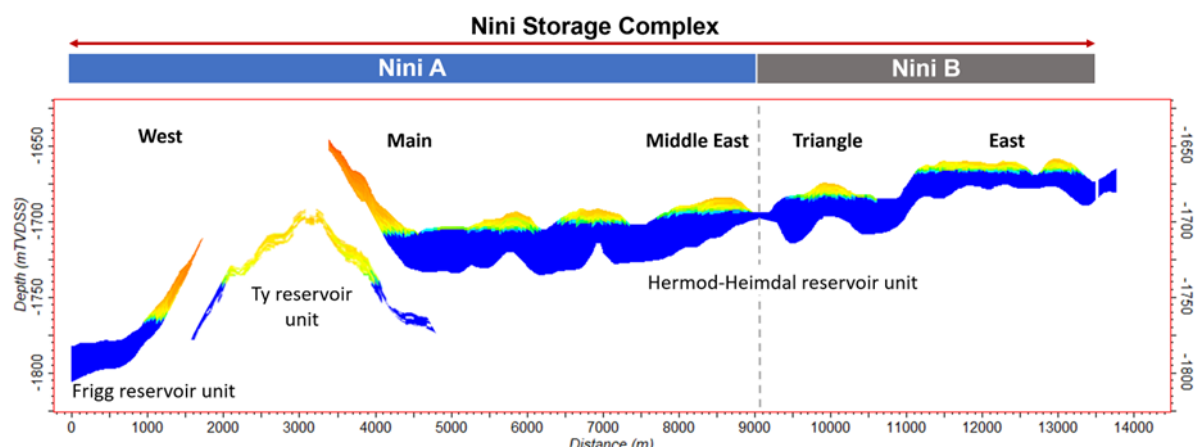 Nini Storage Complex
Nini A
Nini B
West
Main
Middle East
Triangle
East
Depth (mTVDSS)
-1650
-1700
-1750
-1800
-1650
-1700
-1750
-1800
Ty reservoir
unit
Hermod-Heimdal reservoir unit
Frigg reservoir unit
0 1000 2000 3000 4000 5000 6000 7000 8000 9000 10000 11000 12000 13000 14000
Distance (m)